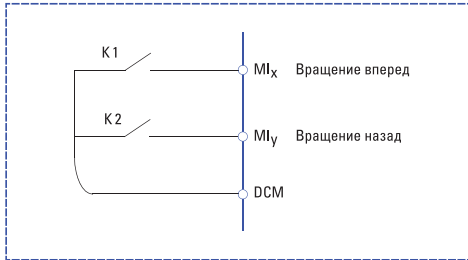 K1
MIx Вращение вперед
K2
MIy Вращение назад
DCM